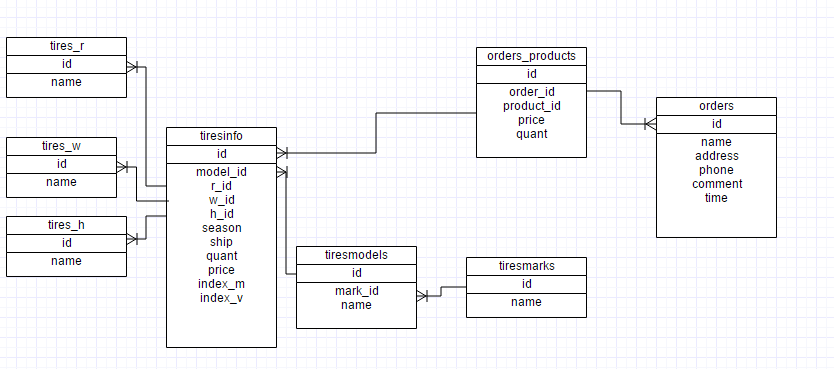 tires_r
id
name
tires_w
id
name
tires_h
id
name
tiresinfo
id
model_id
r_id
w_id
h_id
season
ship
quant
price
index_m
index_v
tiresmodels
id
mark_id
name
tiresmarks
id
name
orders_products
id
order_id
product_id
price
quant
orders
id
name
address
phone
comment
time